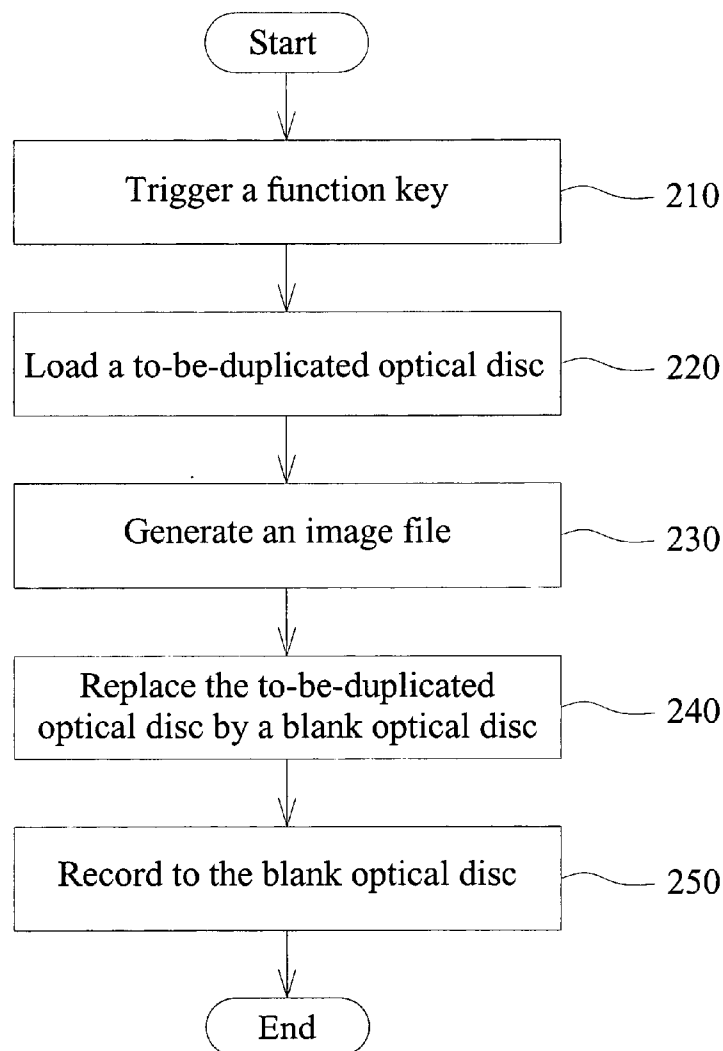 Start
Trigger a function key
210
Load a to-be-duplicated optical disc
220
Generate an image file
230
Replace the to-be-duplicated
optical disc by a blank optical disc
240
Record to the blank optical disc
250
End